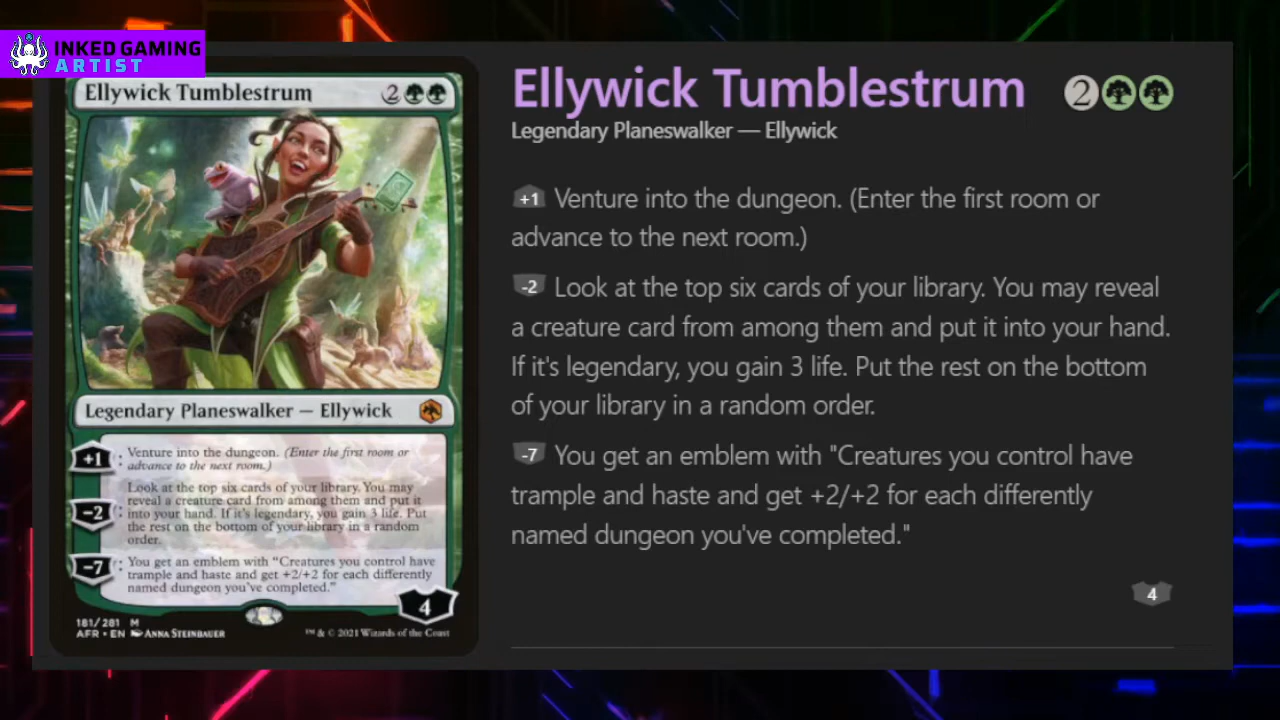 INKED GAMING
ARTIST
Ellywick Tumblestrum 2
Legendary Planeswalker — Ellywick
+1 : Venture into the dungeon. (Enter the first room or
advance to the next room.)
-2 : Look at the top six cards of your library. You may
reveal a creature card from among them and put it
into your hand. If it's legendary, you gain 3 life. Put
the rest on the bottom of your library in a random
order.
-7 : You get an emblem with “Creatures you control have
trample and haste and get +2/+2 for each differently
named dungeon you’ve completed.”
4
181/281 M
AFR • EN Anna Steinbauer
™ & © 2021 Wizards of the Coast
Ellywick Tumblestrum 2
Legendary Planeswalker — Ellywick
+1 Venture into the dungeon. (Enter the first room or
advance to the next room.)
-2 Look at the top six cards of your library. You may reveal
a creature card from among them and put it into your hand.
If it's legendary, you gain 3 life. Put the rest on the bottom
of your library in a random order.
-7 You get an emblem with "Creatures you control have
trample and haste and get +2/+2 for each differently
named dungeon you've completed."
4